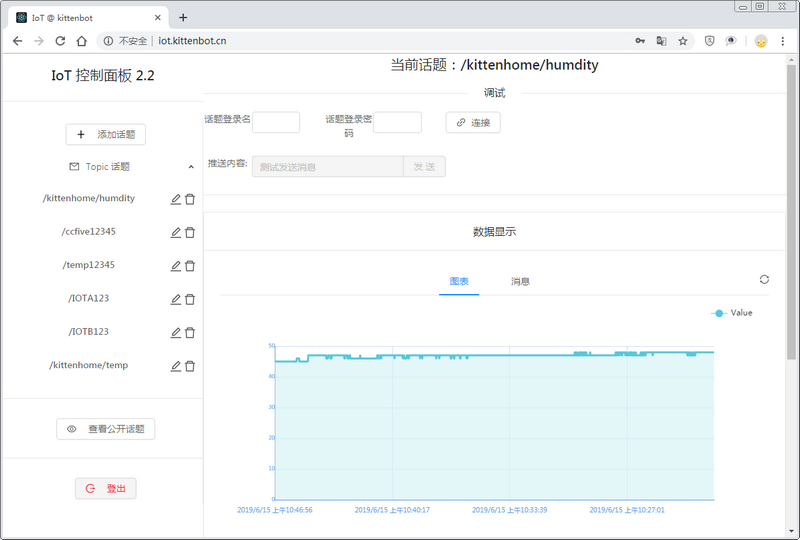 IoT @ kittenbot
不安全 | iot.kittenbot.cn
IoT 控制面板 2.2
添加话题
Topic 话题
/kittenhome/humdity
/ccfive12345
/temp12345
/IOTA123
/IOTB123
/kittenhome/temp
查看公开话题
登出
当前话题：/kittenhome/humdity
调试
话题登录名
话题登录密
码
连接
推送内容:
测试发送消息
发 送
数据显示
图表
消息
Value
50
40
30
20
10
0
2019/6/15 上午10:46:56
2019/6/15 上午10:40:17
2019/6/15 上午10:33:39
2019/6/15 上午10:27:01